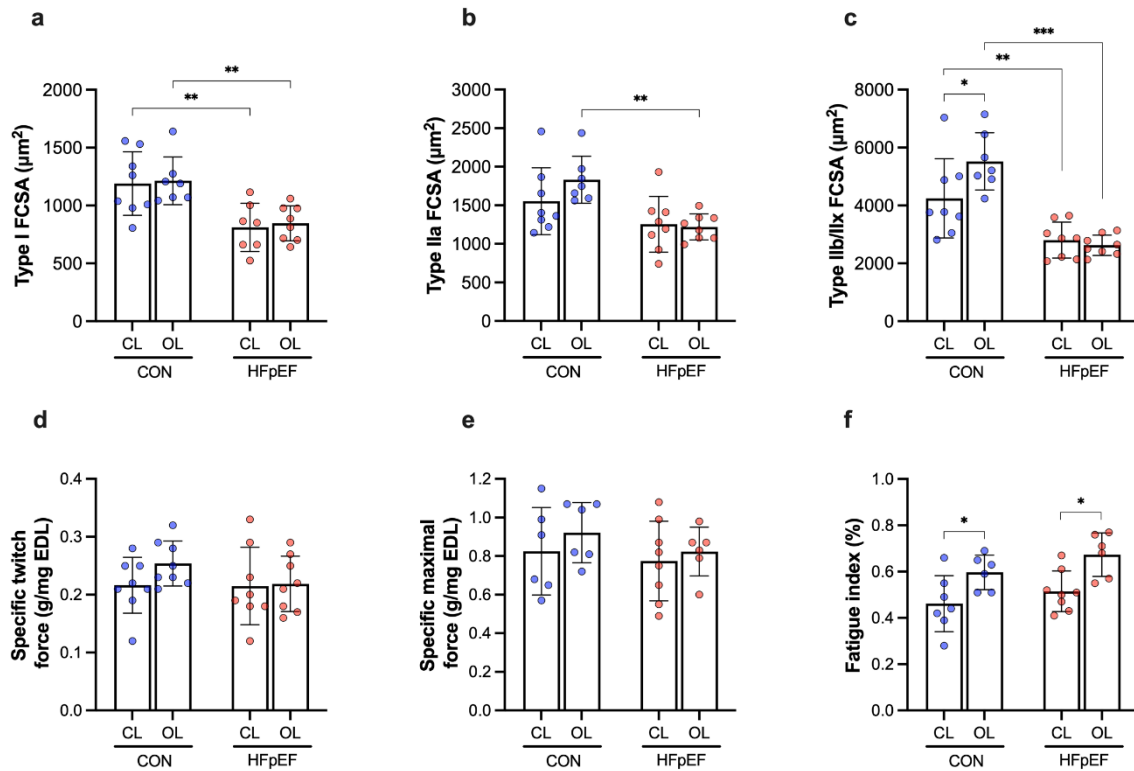 a
Type I FCSA (µm²)
2000
1500
1000
500
0
**
**
CL OL CL OL
CON HFpEF
b
Type IIa FCSA (µm²)
3000
2500
2000
1500
1000
500
0
**
CL OL CL OL
CON HFpEF
c
Type IIb/IIx FCSA (µm²)
8000
6000
4000
2000
0
***
**
*
CL OL CL OL
CON HFpEF
d
Specific twitch
force (g/mg EDL)
0.4
0.3
0.2
0.1
0.0
CL OL CL OL
CON HFpEF
e
Specific maximal
force (g/mg EDL)
1.2
1.0
0.8
0.6
0.4
0.2
0.0
CL OL CL OL
CON HFpEF
f
Fatigue index (%)
1.0
0.8
0.6
0.4
0.2
0.0
*
*
CL OL CL OL
CON HFpEF